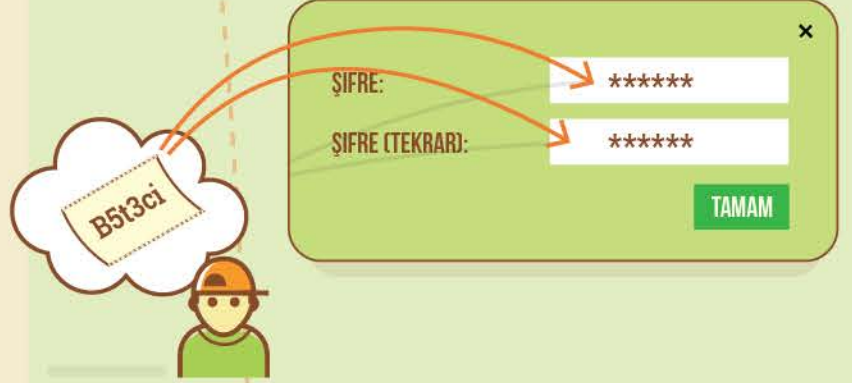 ×
ŞIFRE: ******
ŞIFRE (TEKRAR): ******
TAMAM
B5t3ci